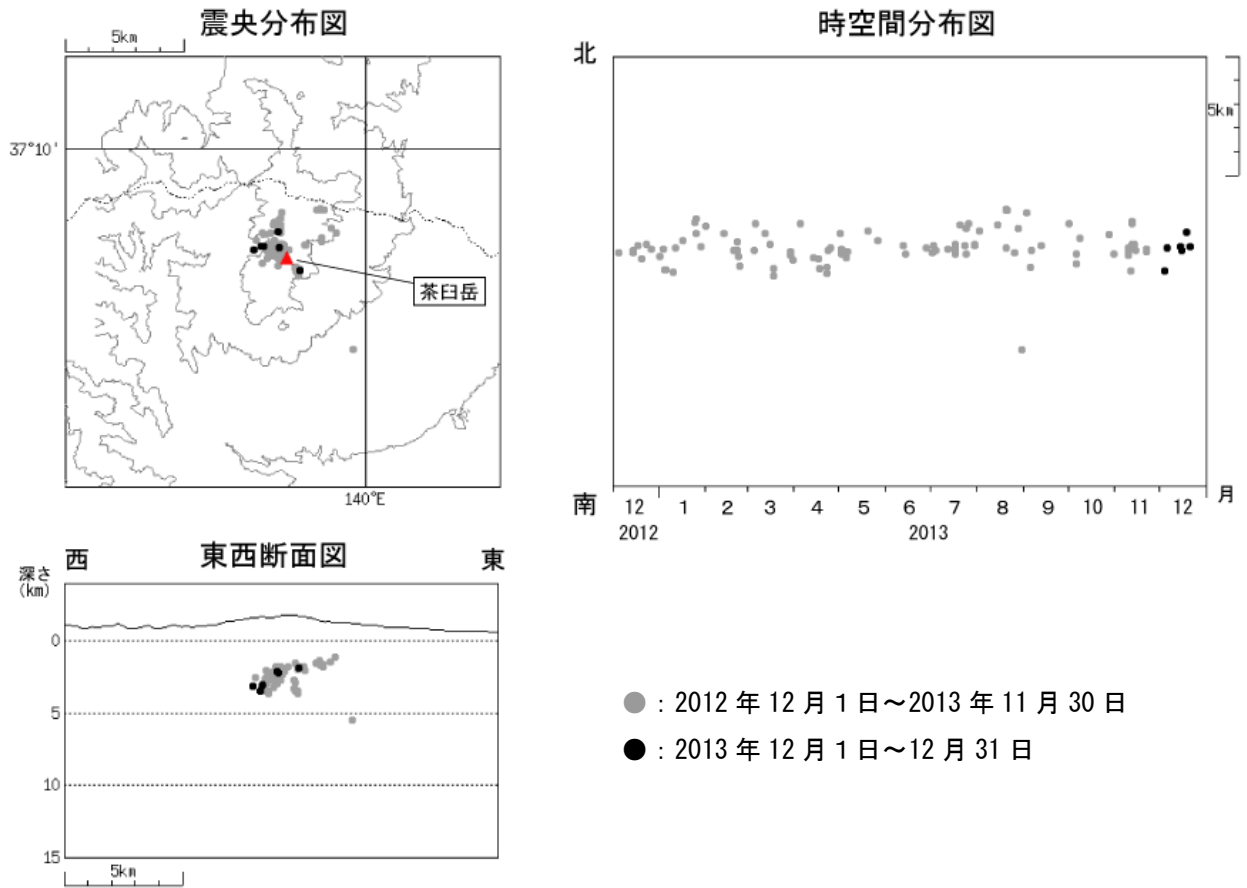 震央分布図
5km
37°10'
茶臼岳
140°E
時空間分布図
北
5km
南
12 1 2 3 4 5 6 7 8 9 10 11 12 月
2012 2013
東西断面図
西 東
深さ
(km)
0
5
10
15
5km
●:2012 年 12 月 1 日～2013 年 11 月 30 日
●:2013 年 12 月 1 日～12 月 31 日